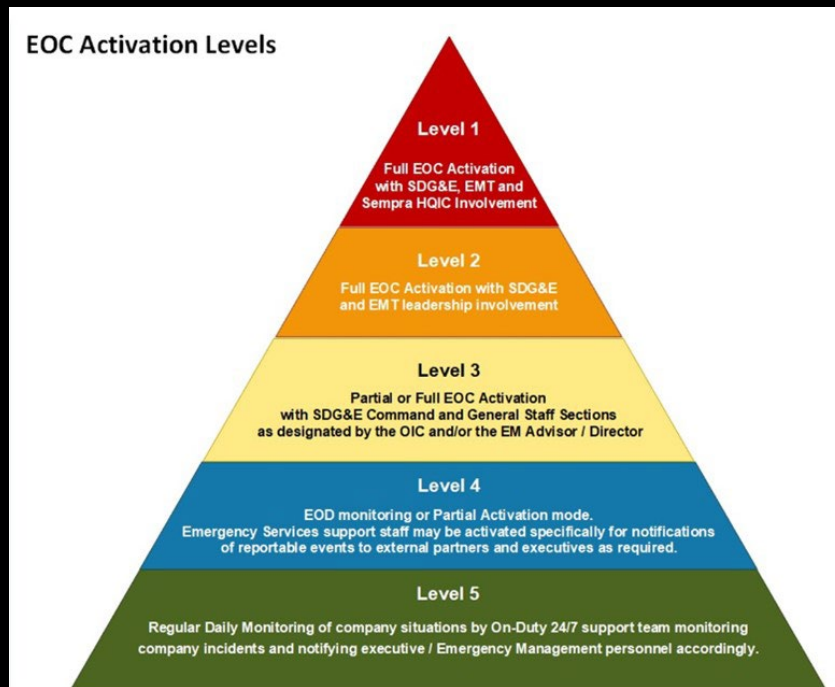 EOC Activation Levels
Level 1
Full EOC Activation
with SDG&E, EMT and
Sempra HQIC Involvement
Level 2
Full EOC Activation with SDG&E
and EMT leadership involvement
Level 3
Partial or Full EOC Activation
with SDG&E Command and General Staff Sections
as designated by the OIC and/or the EM Advisor / Director
Level 4
EOD monitoring or Partial Activation mode.
Emergency Services support staff may be activated specifically for notifications
of reportable events to external partners and executives as required.
Level 5
Regular Daily Monitoring of company situations by On-Duty 24/7 support team monitoring
company incidents and notifying executive / Emergency Management personnel accordingly.